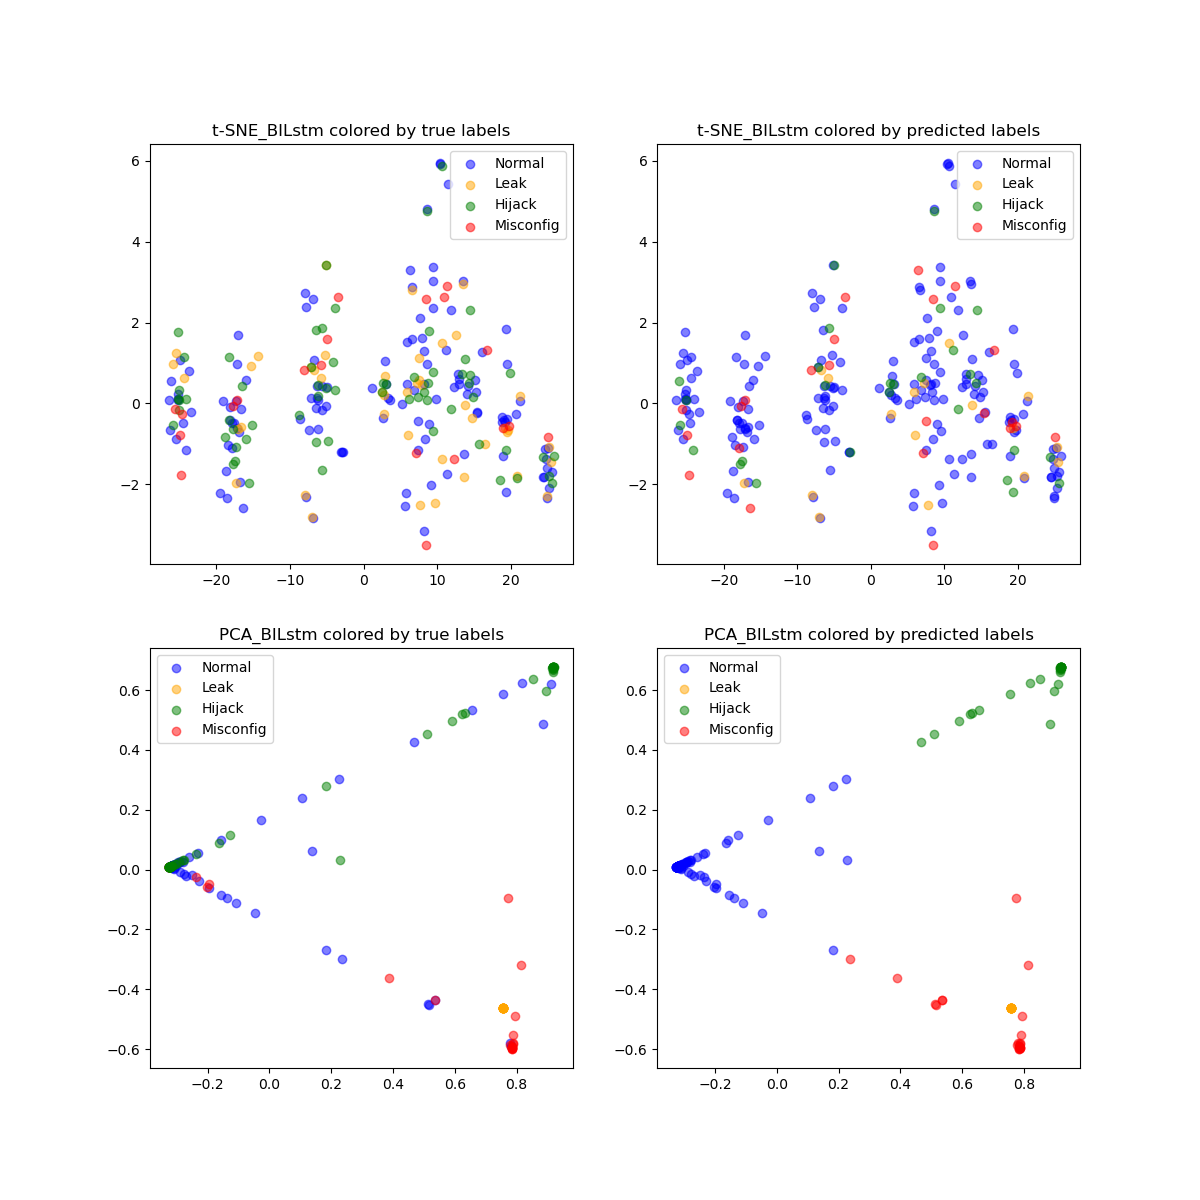 t-SNE_BILstm colored by true labels
t-SNE_BILstm colored by predicted labels
Normal
Leak
Hijack
Misconfig
6
4
2
0
−2
−20
−10
0
10
20
Normal
Leak
Hijack
Misconfig
6
4
2
0
−2
−20
−10
0
10
20
PCA_BILstm colored by true labels
PCA_BILstm colored by predicted labels
Normal
Leak
Hijack
Misconfig
0.6
0.4
0.2
0.0
−0.2
−0.4
−0.6
−0.2
0.0
0.2
0.4
0.6
0.8
Normal
Leak
Hijack
Misconfig
0.6
0.4
0.2
0.0
−0.2
−0.4
−0.6
−0.2
0.0
0.2
0.4
0.6
0.8